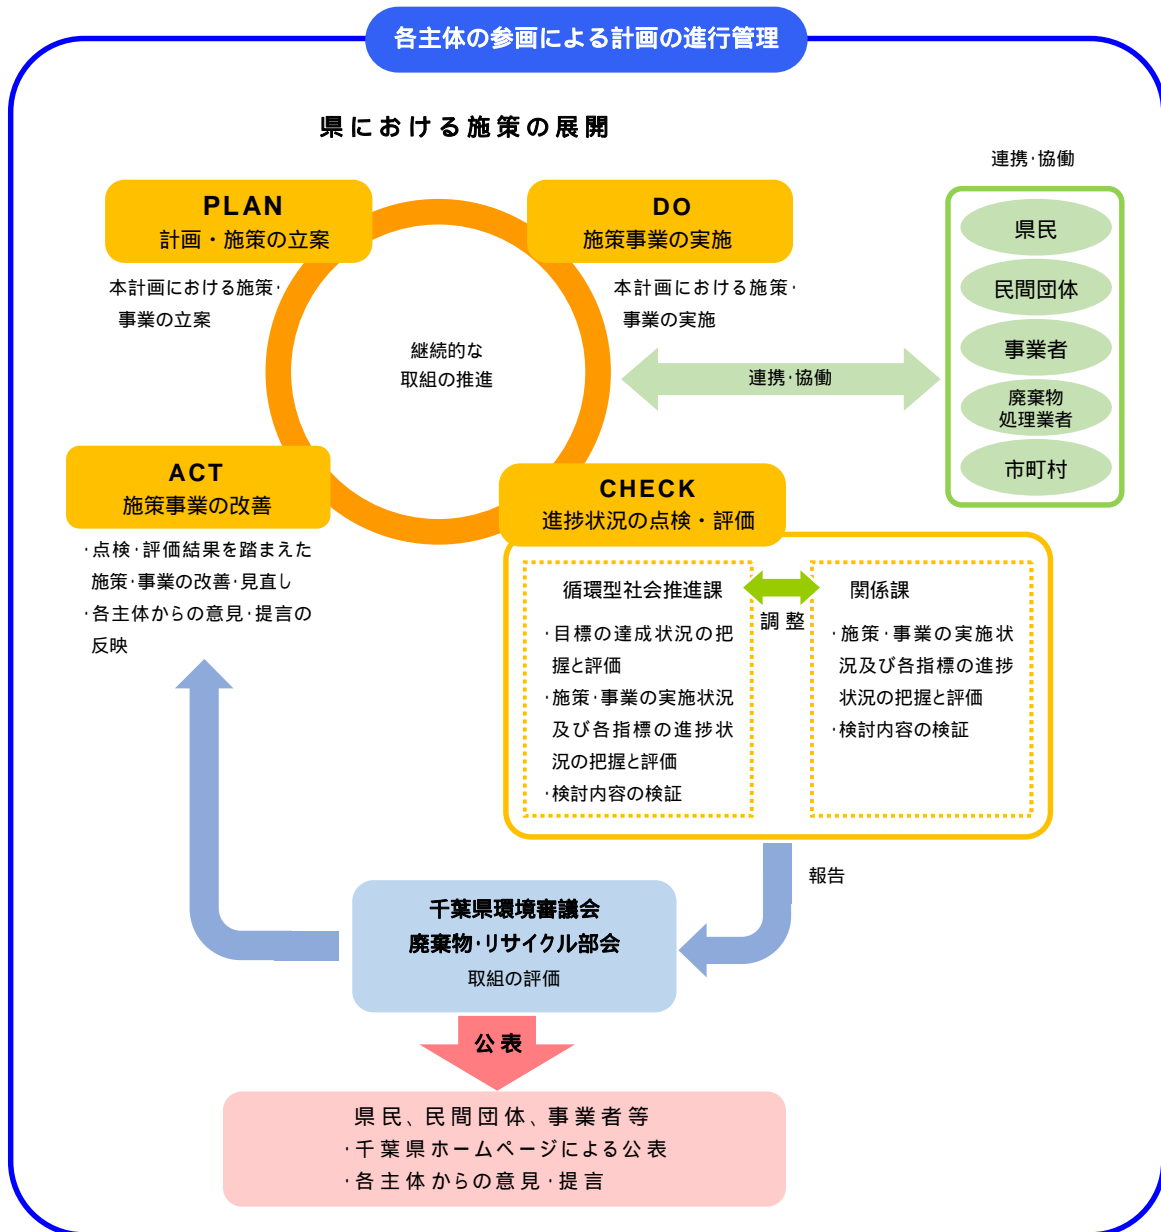 各主体の参画による計画の進行管理
県における施策の展開
PLAN
計画・施策の立案
本計画における施策・
事業の立案
DO
施策事業の実施
本計画における施策・
事業の実施
継続的な
取組の推進
連携・協働
連携・協働
県民
民間団体
事業者
廃棄物
処理業者
市町村
ACT
施策事業の改善
・点検・評価結果を踏まえた
施策・事業の改善・見直し
・各主体からの意見・提言の
反映
CHECK
進捗状況の点検・評価
循環型社会推進課
・目標の達成状況の把
握と評価
・施策・事業の実施状況
及び各指標の進捗状
況の把握と評価
・検討内容の検証
調整
関係課
・施策・事業の実施状
況及び各指標の進捗
状況の把握と評価
・検討内容の検証
報告
千葉県環境審議会
廃棄物・リサイクル部会
取組の評価
公表
県民、民間団体、事業者等
・千葉県ホームページによる公表
・各主体からの意見・提言